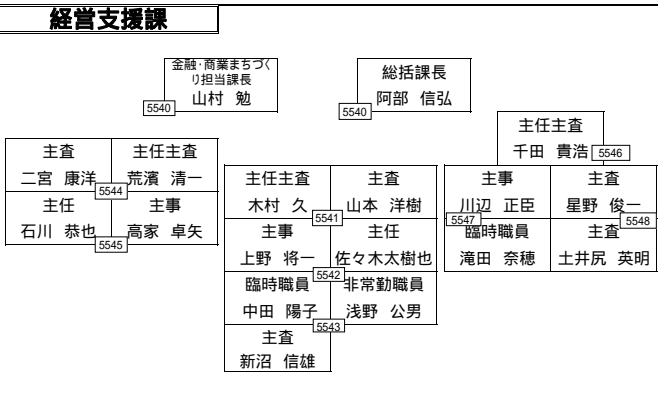 経営支援課
金融・商業まちづく
り担当課長
山村 勉
5540
総括課長
阿部 信弘
5540
主任主査
千田 貴浩
5546
主査
主任主査
二宮 康洋
荒濱 清一
5544
主任
主事
石川 恭也
高家 卓矢
5545
主任主査
主査
木村 久
山本 洋樹
5541
主事
主任
上野 将一
佐々木太樹也
5542
臨時職員
非常勤職員
中田 陽子
浅野 公男
5543
主査
新沼 信雄
主事
主査
川辺 正臣
星野 俊一
5547
5548
臨時職員
主査
滝田 奈穂
土井尻 英明